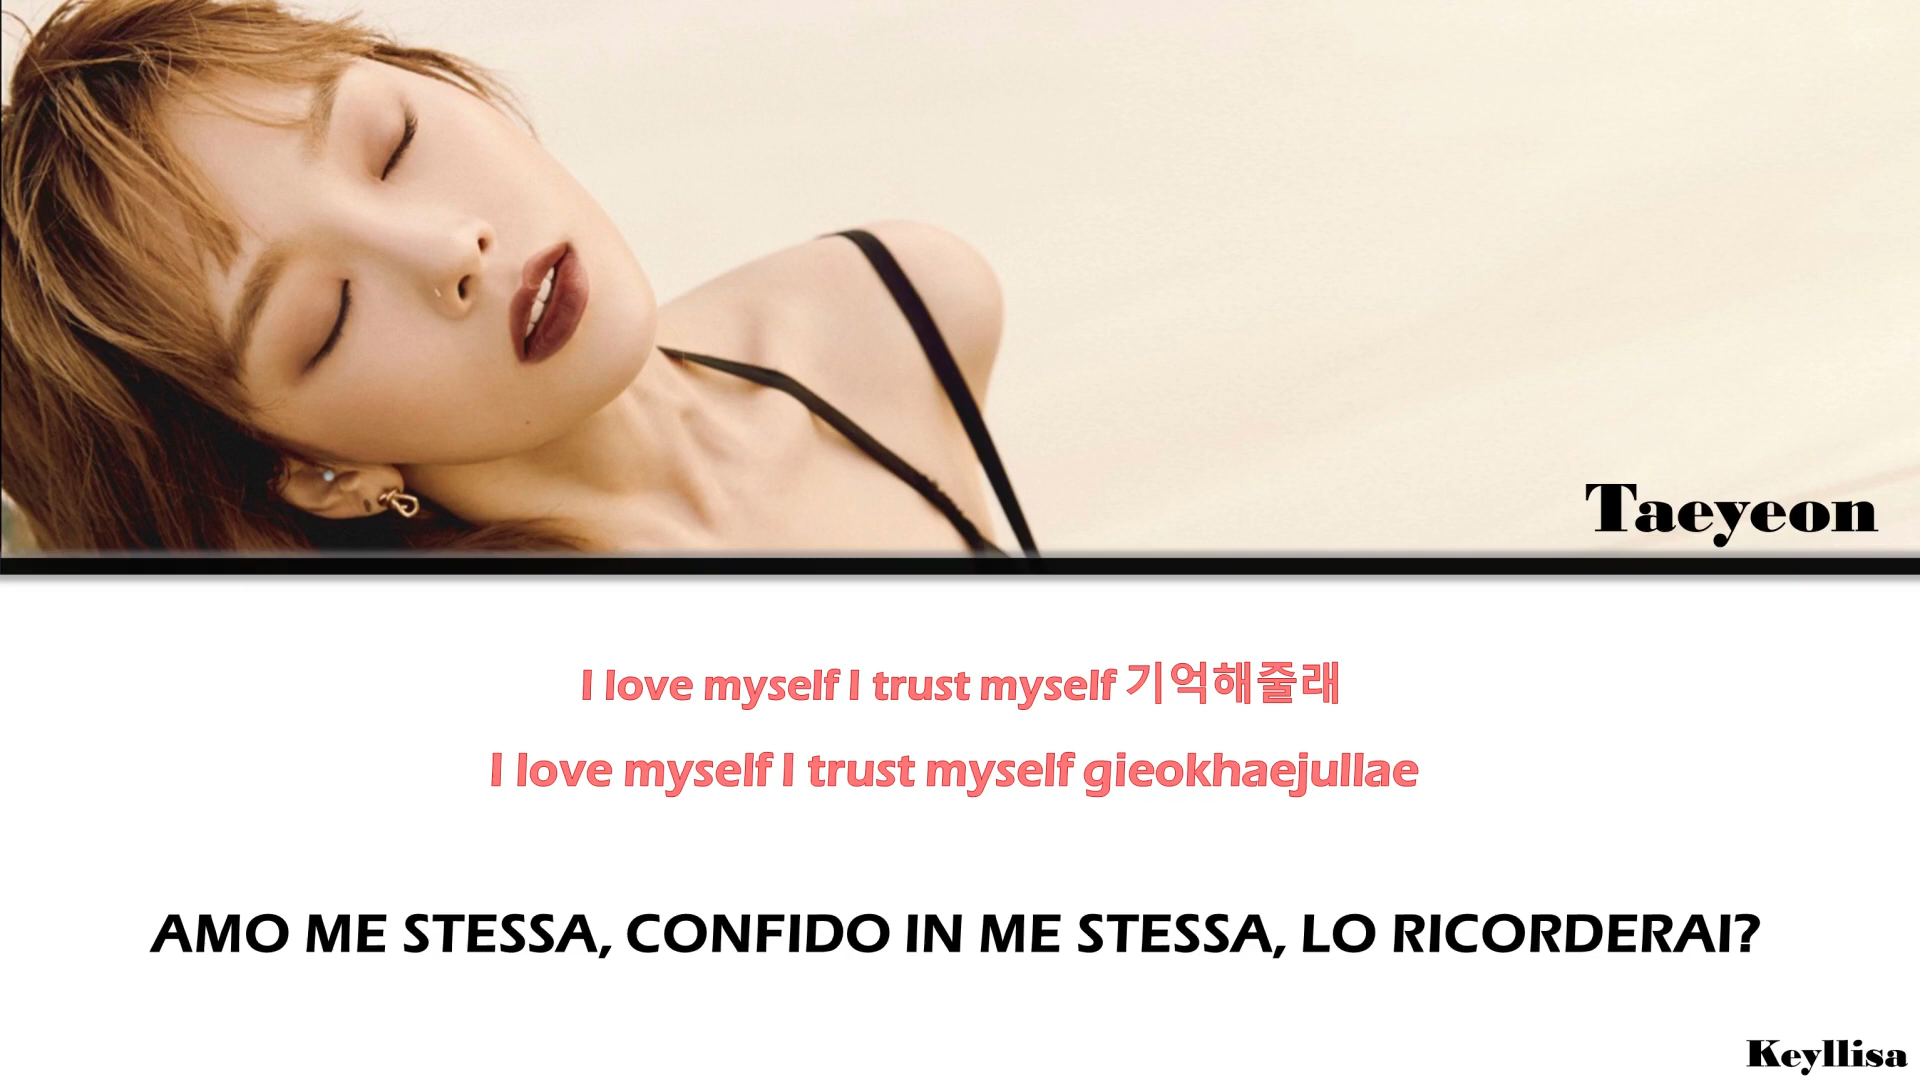 Taeyeon
I love myself I trust myself 기억해줄래
I love myself I trust myself gieokhaejullae
AMO ME STESSA, CONFIDO IN ME STESSA, LO RICORDERAI?
Keyllisa